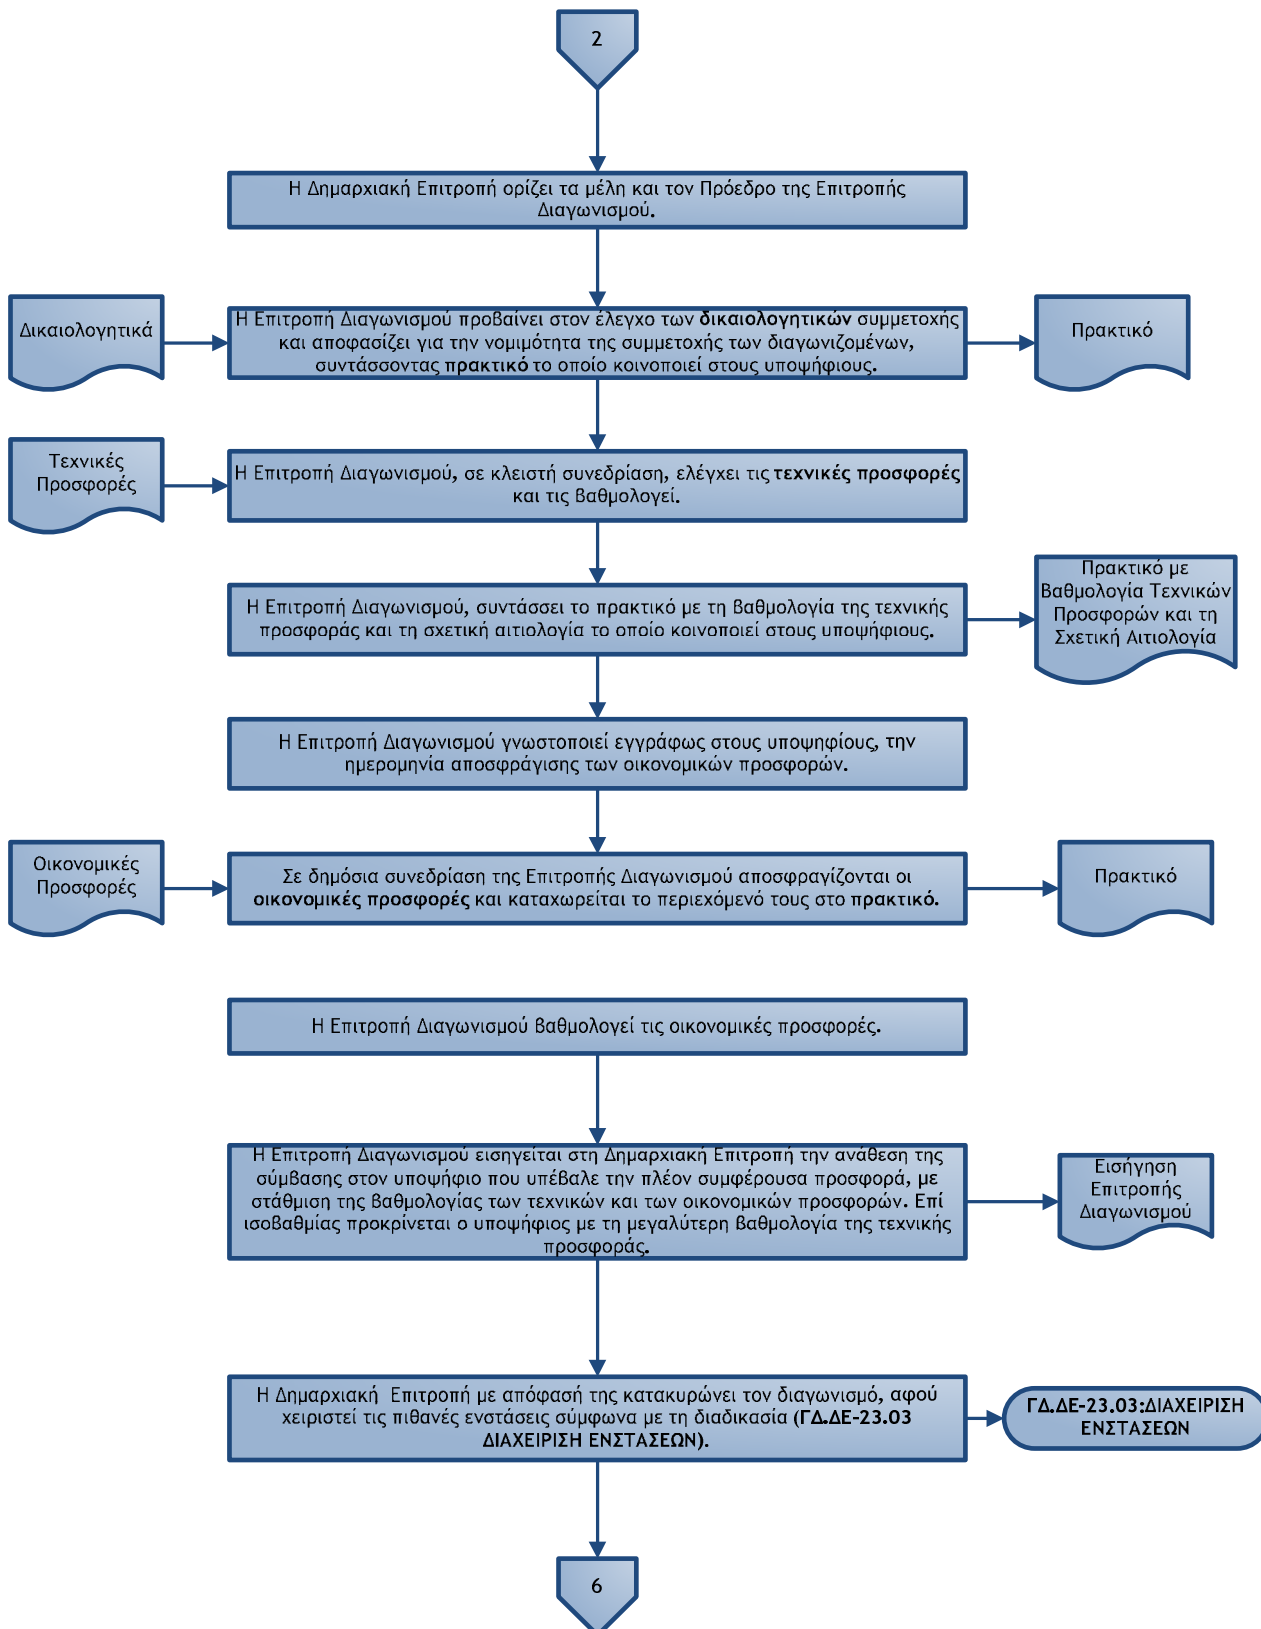 2
Η Δημαρχιακή Επιτροπή ορίζει τα μέλη και τον Πρόεδρο της Επιτροπής
Διαγωνισμού.
Δικαιολογητικά
Η Επιτροπή Διαγωνισμού προβαίνει στον έλεγχο των δικαιολογητικών συμμετοχής
και αποφασίζει για την νομιμότητα της συμμετοχής των διαγωνιζομένων,
συντάσσοντας πρακτικό το οποίο κοινοποιεί στους υποψήφιους.
Πρακτικό
Τεχνικές
Προσφορές
Η Επιτροπή Διαγωνισμού, σε κλειστή συνεδρίαση, ελέγχει τις τεχνικές προσφορές
και τις βαθμολογεί.
Η Επιτροπή Διαγωνισμού, συντάσσει το πρακτικό με τη βαθμολογία της τεχνικής
προσφοράς και τη σχετική αιτιολογία το οποίο κοινοποιεί στους υποψήφιους.
Πρακτικό με
Βαθμολογία Τεχνικών
Προσφορών και τη
Σχετική Αιτιολογία
Η Επιτροπή Διαγωνισμού γνωστοποιεί εγγράφως στους υποψηφίους, την
ημερομηνία αποσφράγισης των οικονομικών προσφορών.
Οικονομικές
Προσφορές
Σε δημόσια συνεδρίαση της Επιτροπής Διαγωνισμού αποσφραγίζονται οι
οικονομικές προσφορές και καταχωρείται το περιεχόμενό τους στο πρακτικό.
Πρακτικό
Η Επιτροπή Διαγωνισμού βαθμολογεί τις οικονομικές προσφορές.
Η Επιτροπή Διαγωνισμού εισηγείται στη Δημαρχιακή Επιτροπή την ανάθεση της
σύμβασης στον υποψήφιο που υπέβαλε την πλέον συμφέρουσα προσφορά, με
στάθμιση της βαθμολογίας των τεχνικών και των οικονομικών προσφορών. Επί
ισοβαθμίας προκρίνεται ο υποψήφιος με τη μεγαλύτερη βαθμολογία της τεχνικής
προσφοράς.
Εισήγηση
Επιτροπής
Διαγωνισμού
Η Δημαρχιακή  Επιτροπή με απόφασή της κατακυρώνει τον διαγωνισμό, αφού
χειριστεί τις πιθανές ενστάσεις σύμφωνα με τη διαδικασία (ΓΔ.ΔΕ-23.03
ΔΙΑΧΕΙΡΙΣΗ ΕΝΣΤΑΣΕΩΝ).
ΓΔ.ΔΕ-23.03:ΔΙΑΧΕΙΡΙΣΗ
ΕΝΣΤΑΣΕΩΝ
6